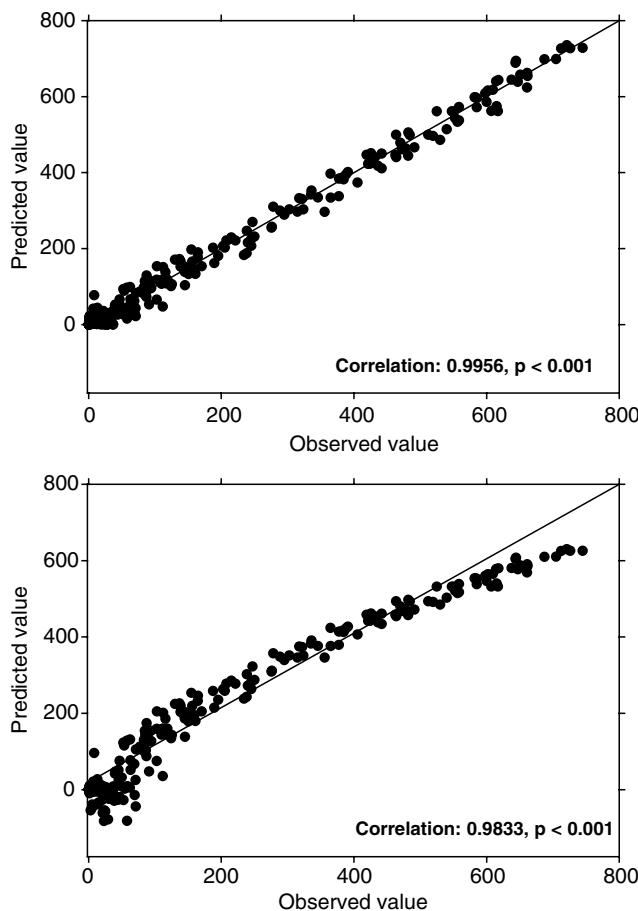 800
600
400
200
0
Predicted value
Correlation: 0.9956, p < 0.001
0 200 400 600 800
Observed value
800
600
400
200
0
Predicted value
Correlation: 0.9833, p < 0.001
0 200 400 600 800
Observed value